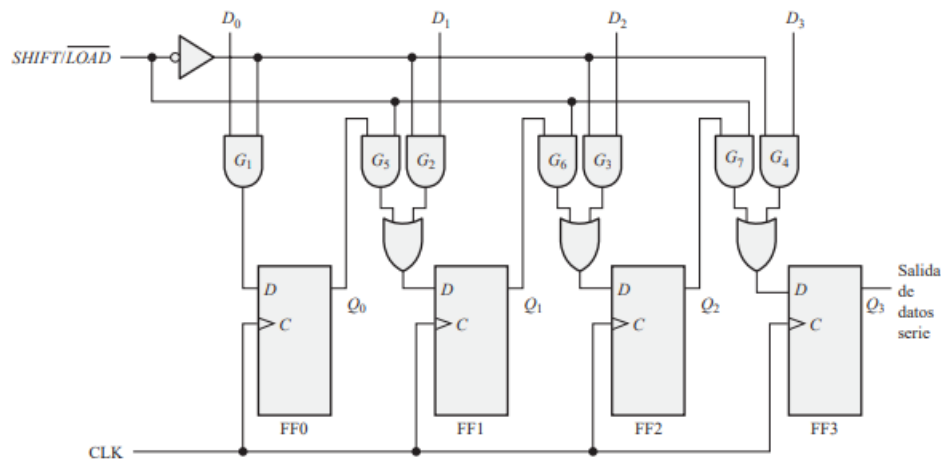 D₀ D₁ D₂ D₃
SHIFT/L̅O̅A̅D̅
G₁ G₅ G₂ G₆ G₃ G₇ G₄
Salida
de
datos
serie
D Q₀ D Q₁ D Q₂ D Q₃
C C C C
FF0 FF1 FF2 FF3
CLK